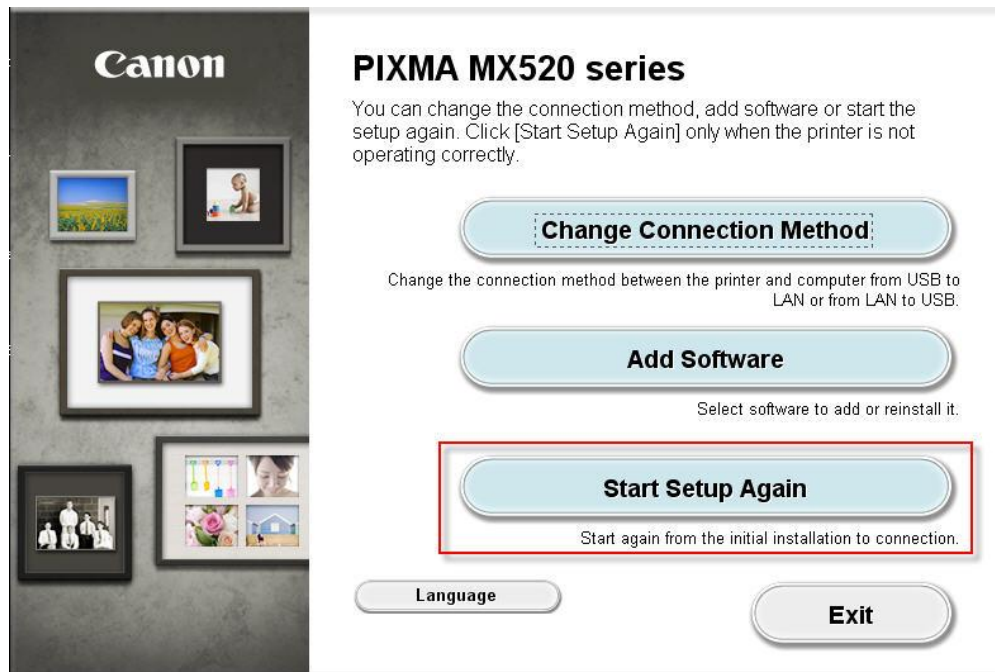 Canon
PIXMA MX520 series
You can change the connection method, add software or start the
setup again. Click [Start Setup Again] only when the printer is not
operating correctly.
Change Connection Method
Change the connection method between the printer and computer from USB to
LAN or from LAN to USB.
Add Software
Select software to add or reinstall it.
Start Setup Again
Start again from the initial installation to connection.
Language
Exit